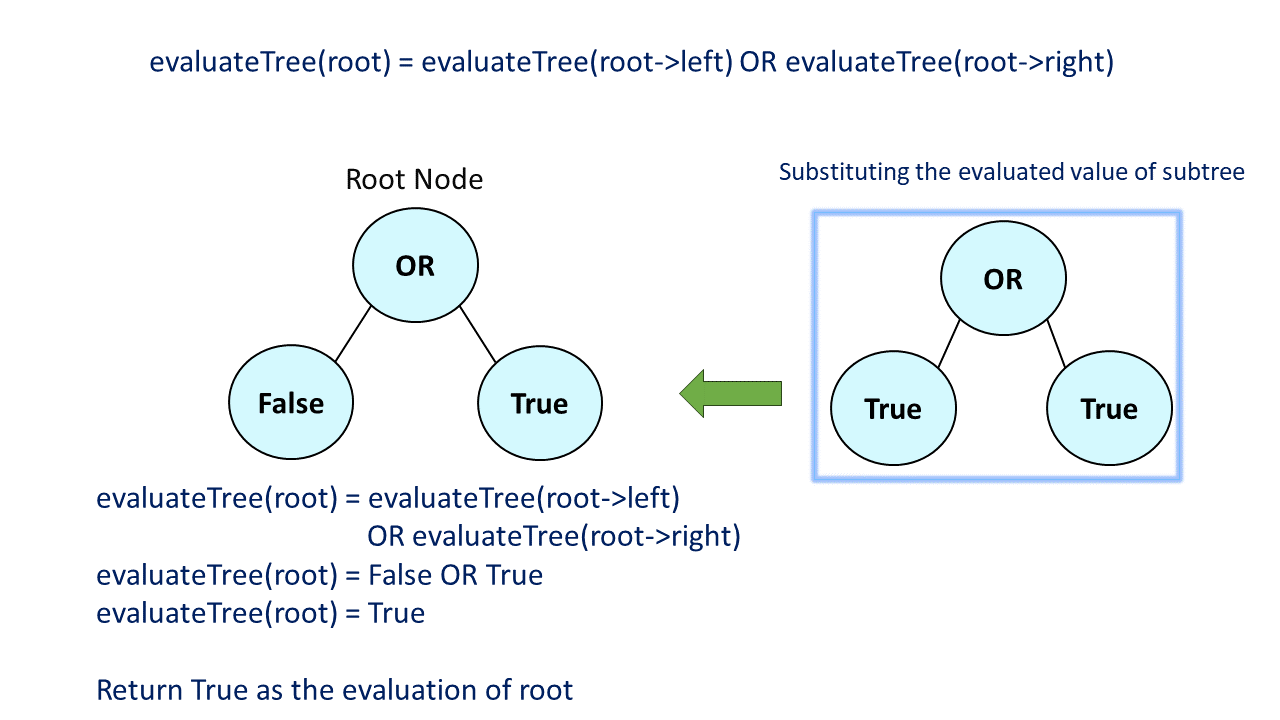 evaluateTree(root) = evaluateTree(root->left) OR evaluateTree(root->right)
Root Node
OR
False
True
Substituting the evaluated value of subtree
OR
True
True
evaluateTree(root) = evaluateTree(root->left)
OR evaluateTree(root->right)
evaluateTree(root) = False OR True
evaluateTree(root) = True
Return True as the evaluation of root